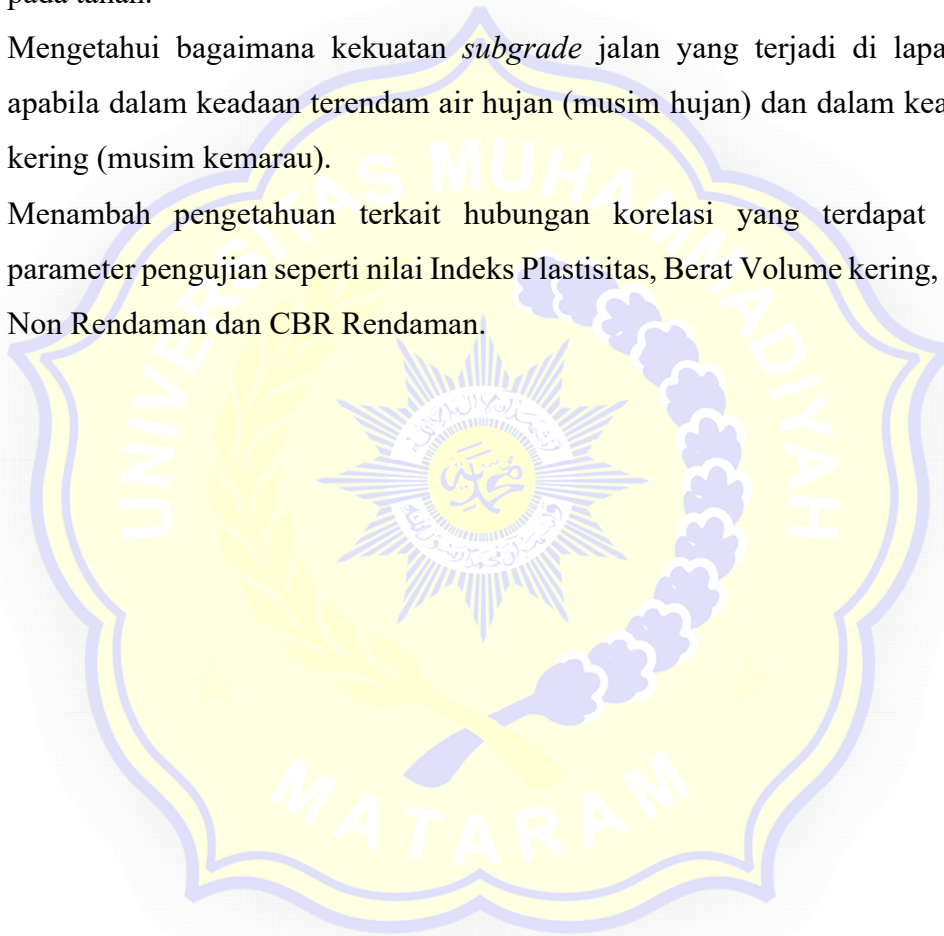 pada tanah.
Mengetahui bagaimana kekuatan subgrade jalan yang terjadi di lapa
apabila dalam keadaan terendam air hujan (musim hujan) dan dalam kea
kering (musim kemarau).
Menambah pengetahuan terkait hubungan korelasi yang terdapat
parameter pengujian seperti nilai Indeks Plastisitas, Berat Volume kering,
Non Rendaman dan CBR Rendaman.
UNIVERSITAS MUHAMMADIYAH
MATARAM